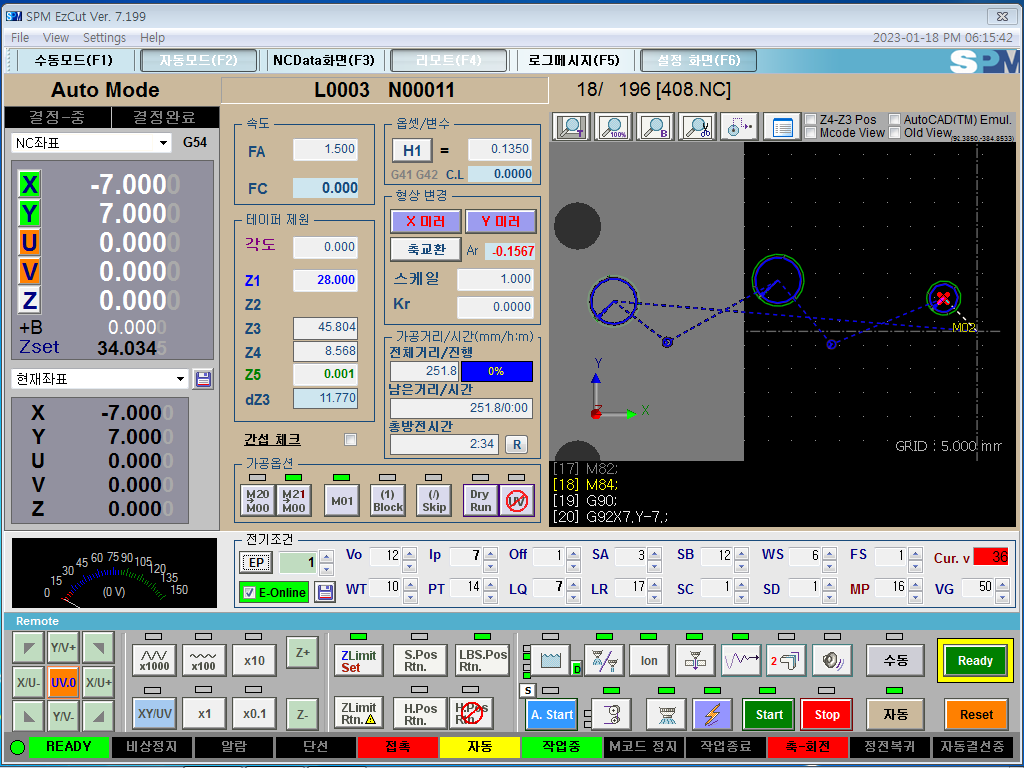 SPM SPM EzCut Ver. 7.199
File View Settings Help
2023-01-18 PM 06:15:42
수동모드(F1) 자동모드(F2) NCData화면(F3) 리모트(F4) 로그메시지(F5) 설정 화면(F6) SPM
Auto Mode L0003 N00011 18/ 196 [408.NC]
결정-중 결정완료
NC좌표 G54
X -7.0000
Y 7.0000
U 0.0000
V 0.0000
Z 0.0000
+B 0.0000
Zset 34.0345
현재좌표
X -7.0000
Y 7.0000
U 0.0000
V 0.0000
Z 0.0000
속도
FA 1.500
FC 0.000
테이퍼 제원
각도 0.000
Z1 28.000
Z2
Z3 45.804
Z4 8.568
Z5 0.001
dZ3 11.770
간섭 체크
옵셋/변수
H1 = 0.1350
G41 G42 C.L 0.0000
형상 변경
X 미러 Y 미러
축교환 Ar -0.1567
스케일 1.000
Kr 0.0000
가공거리/시간(mm/h:m)
전체거리/진행
251.8 0%
남은거리/시간
251.8/0:00
총방전시간
2:34 R
가공옵션
M20 M00 M21 M00 M01 (1) Block (/) Skip Dry Run UV
T 100% B
Z4-Z3 Pos AutoCAD(TM) Emul.
Mcode View Old View
(91.3850 -384.8533)
M02
Y
Z X
GRID : 5.000 mm
[17] M82;
[18] M84;
[19] G90;
[20] G92X7,Y-7,;
0 15 30 45 60 75 90 105 120 135 150
(0 V)
전기조건
EP 1 Vo 12 Ip 7 Off 1 SA 3 SB 12 WS 6 FS 1 Cur. v 36
E-Online WT 10 PT 14 LQ 7 LR 17 SC 1 SD 1 MP 16 VG 50
Remote
Y/V+ x1000 x100 x10 Z+ ZLimit Set S.Pos Rtn. LBS.Pos Rtn. D Ion 2 수동 Ready
X/U- UV.0 X/U+
S
Y/V- XY/UV x1 x0.1 Z- ZLimit Rtn. H.Pos Rtn. H.Pos Rtn. A. Start Start Stop 자동 Reset
READY 비상정지 알람 단선 접촉 자동 작업중 M코드 정지 작업종료 축-회전 정전복귀 자동결선중